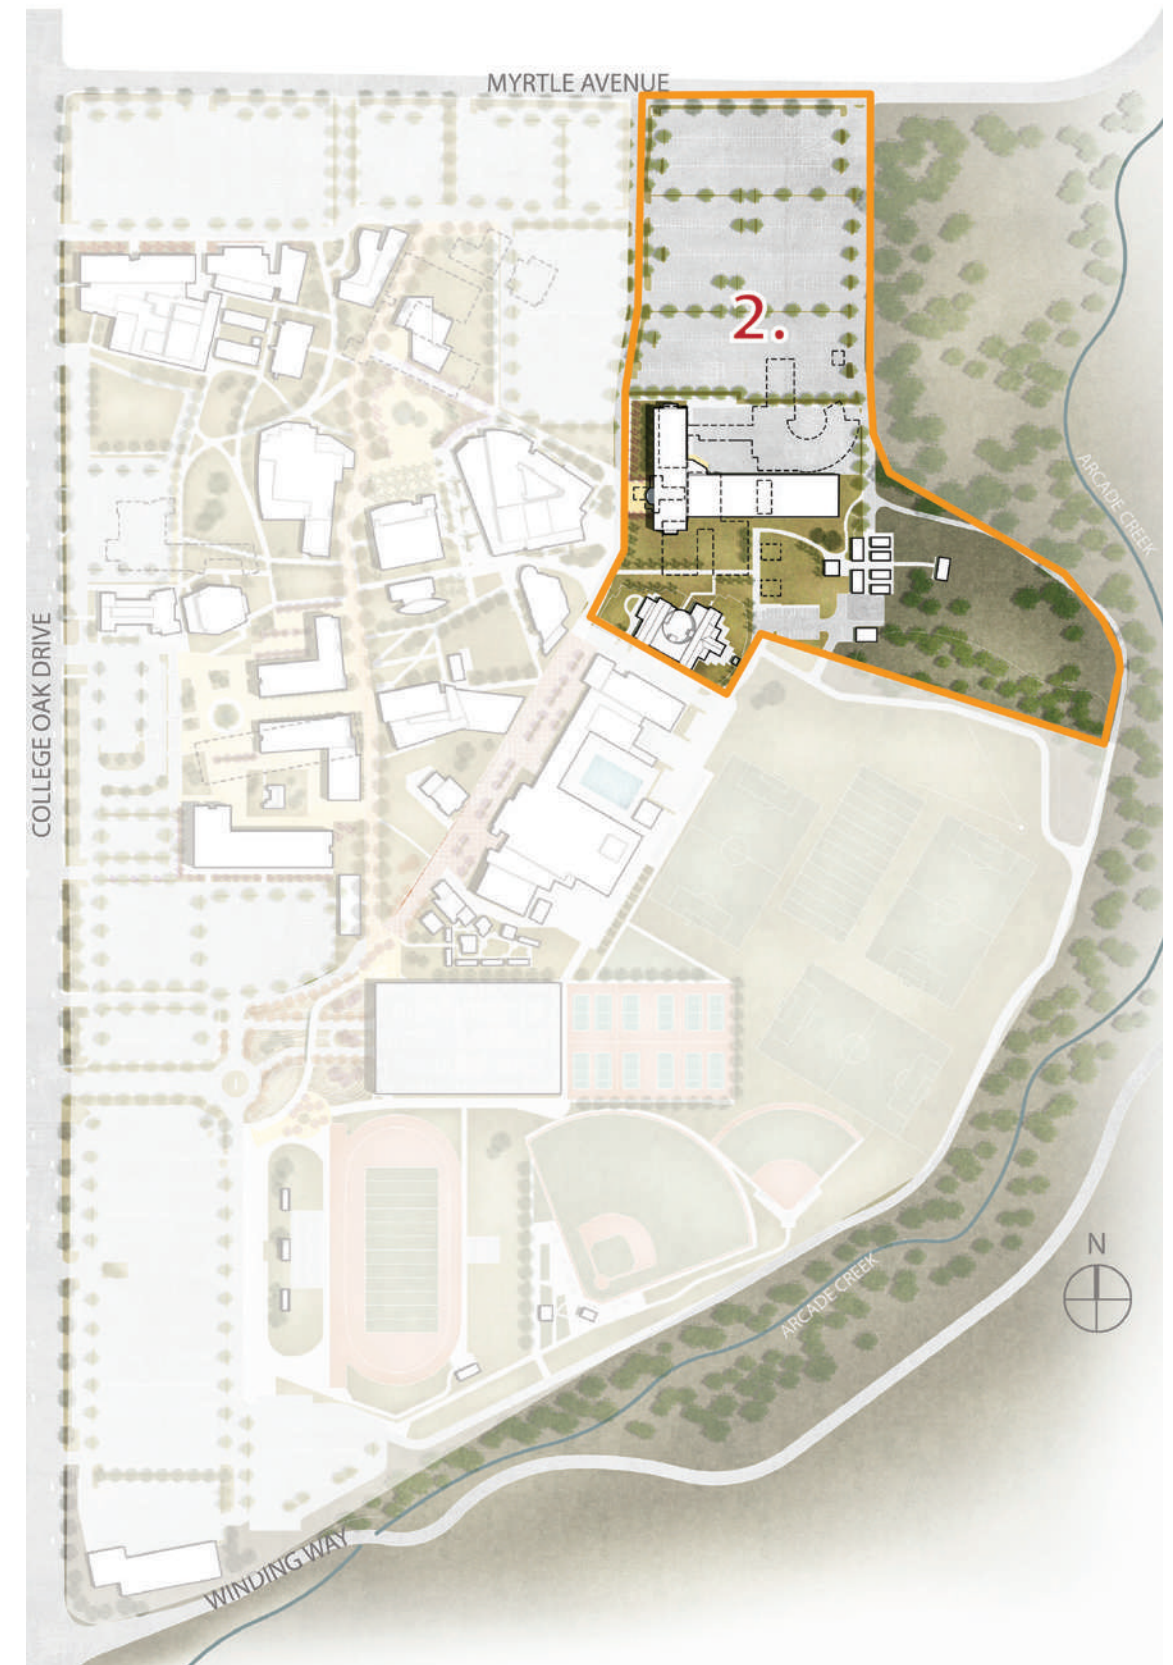 MYRTLE AVENUE
2.
ARCADE CREEK
COLLEGE OAK DRIVE
N
ARCADE CREEK
WINDING WAY